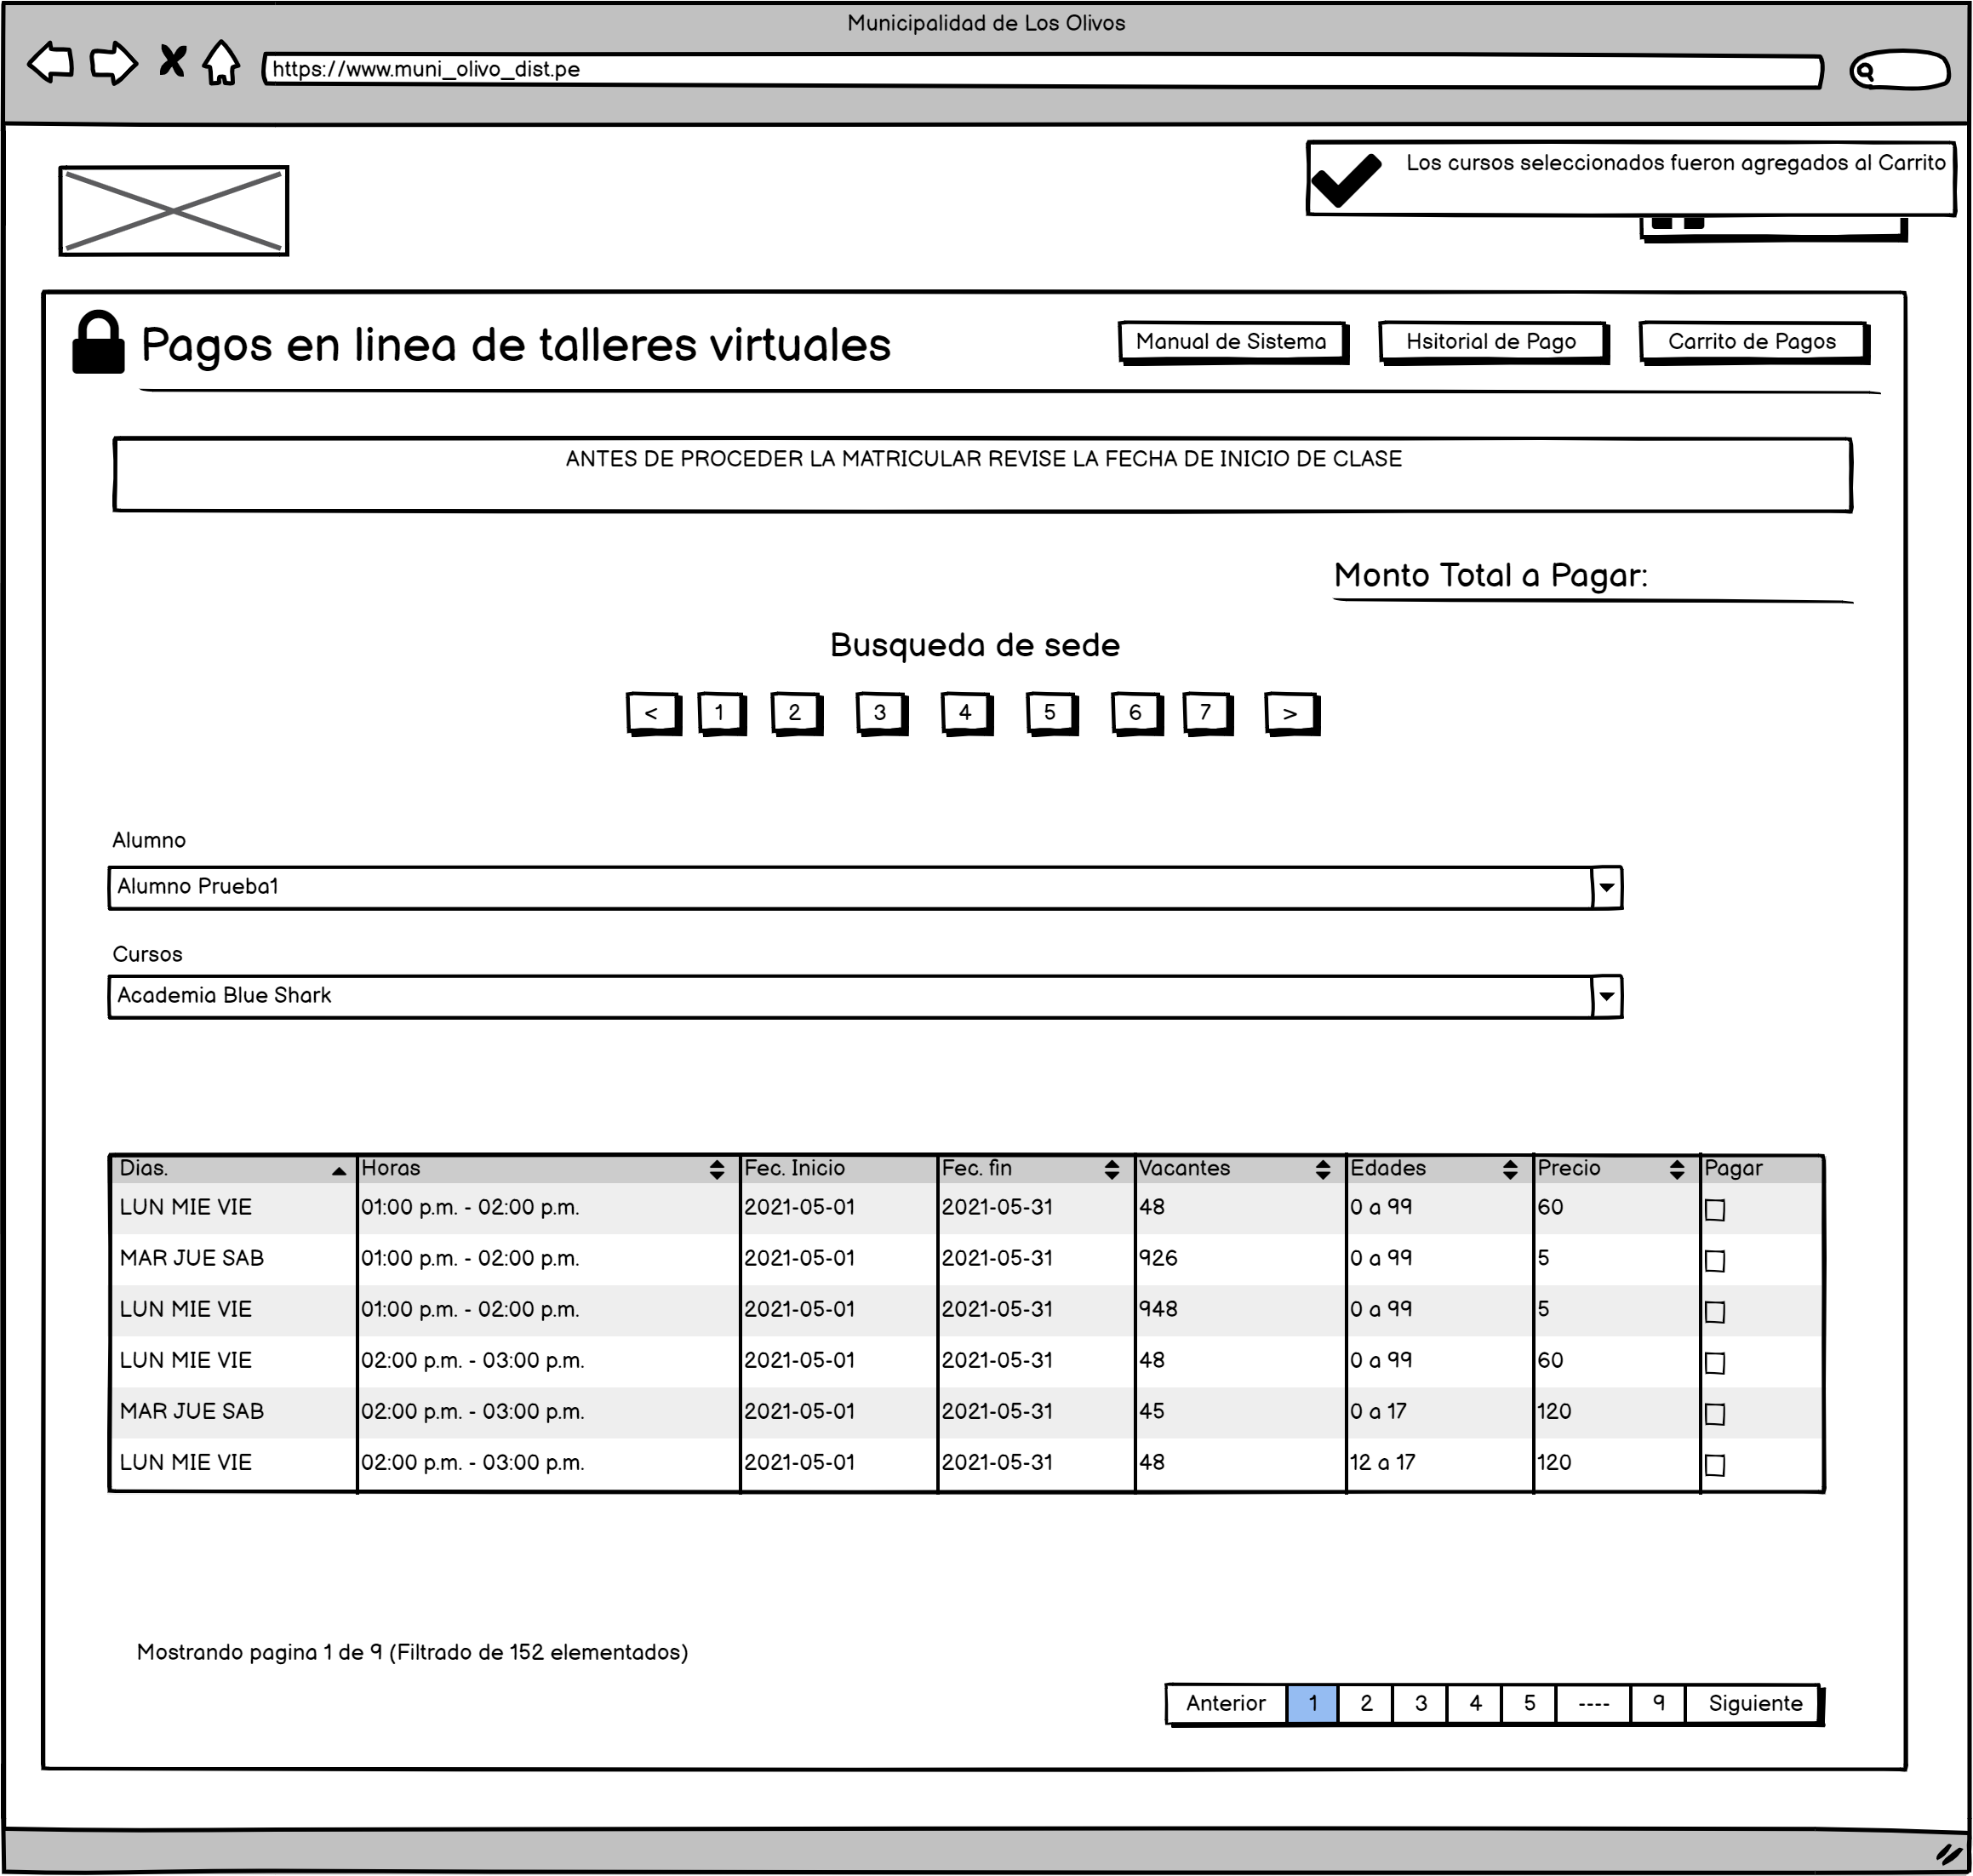 Municipalidad de Los Olivos
https://www.muni_olivo_dist.pe
Los cursos seleccionados fueron agregados al Carrito
Pagos en linea de talleres virtuales
Manual de Sistema
Hsitorial de Pago
Carrito de Pagos
ANTES DE PROCEDER LA MATRICULAR REVISE LA FECHA DE INICIO DE CLASE
Monto Total a Pagar:
Busqueda de sede
< 1 2 3 4 5 6 7 >
Alumno
Alumno Prueba1
Cursos
Academia Blue Shark
Dias. Horas Fec. Inicio Fec. fin Vacantes Edades Precio Pagar
LUN MIE VIE 01:00 p.m. - 02:00 p.m. 2021-05-01 2021-05-31 48 0 a 99 60
MAR JUE SAB 01:00 p.m. - 02:00 p.m. 2021-05-01 2021-05-31 926 0 a 99 5
LUN MIE VIE 01:00 p.m. - 02:00 p.m. 2021-05-01 2021-05-31 948 0 a 99 5
LUN MIE VIE 02:00 p.m. - 03:00 p.m. 2021-05-01 2021-05-31 48 0 a 99 60
MAR JUE SAB 02:00 p.m. - 03:00 p.m. 2021-05-01 2021-05-31 45 0 a 17 120
LUN MIE VIE 02:00 p.m. - 03:00 p.m. 2021-05-01 2021-05-31 48 12 a 17 120
Mostrando pagina 1 de 9 (Filtrado de 152 elementados)
Anterior 1 2 3 4 5 ---- 9 Siguiente